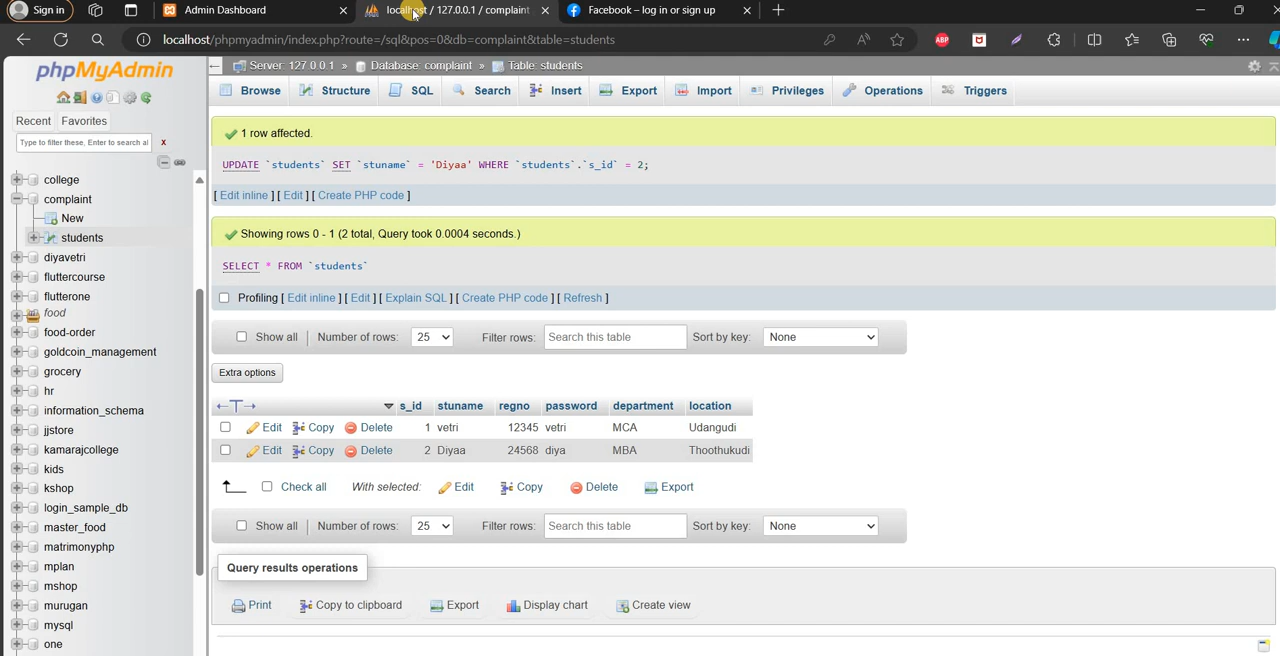 Sign in
Admin Dashboard
localhost / 127.0.0.1 / complaint
Facebook – log in or sign up
localhost/phpmyadmin/index.php?route=/sql&pos=0&db=complaint&table=students
ABP
phpMyAdmin
Server: 127.0.0.1 » Database: complaint » Table: students
Browse Structure SQL Search Insert Export Import Privileges Operations Triggers
Recent Favorites
Type to filter these, Enter to search al x
college
complaint
New
students
diyavetri
fluttercourse
flutterone
food
food-order
goldcoin_management
grocery
hr
information_schema
jjstore
kamarajcollege
kids
kshop
login_sample_db
master_food
matrimonyphp
mplan
mshop
murugan
mysql
one
1 row affected.
UPDATE `students` SET `stuname` = 'Diyaa' WHERE `students`.`s_id` = 2;
[ Edit inline ] [ Edit ] [ Create PHP code ]
Showing rows 0 - 1 (2 total, Query took 0.0004 seconds.)
SELECT * FROM `students`
Profiling [ Edit inline ] [ Edit ] [ Explain SQL ] [ Create PHP code ] [ Refresh ]
Show all Number of rows: 25 Filter rows: Search this table Sort by key: None
Extra options
s_id stuname regno password department location
Edit Copy Delete 1 vetri 12345 vetri MCA Udangudi
Edit Copy Delete 2 Diyaa 24568 diya MBA Thoothukudi
Check all With selected: Edit Copy Delete Export
Show all Number of rows: 25 Filter rows: Search this table Sort by key: None
Query results operations
Print Copy to clipboard Export Display chart Create view